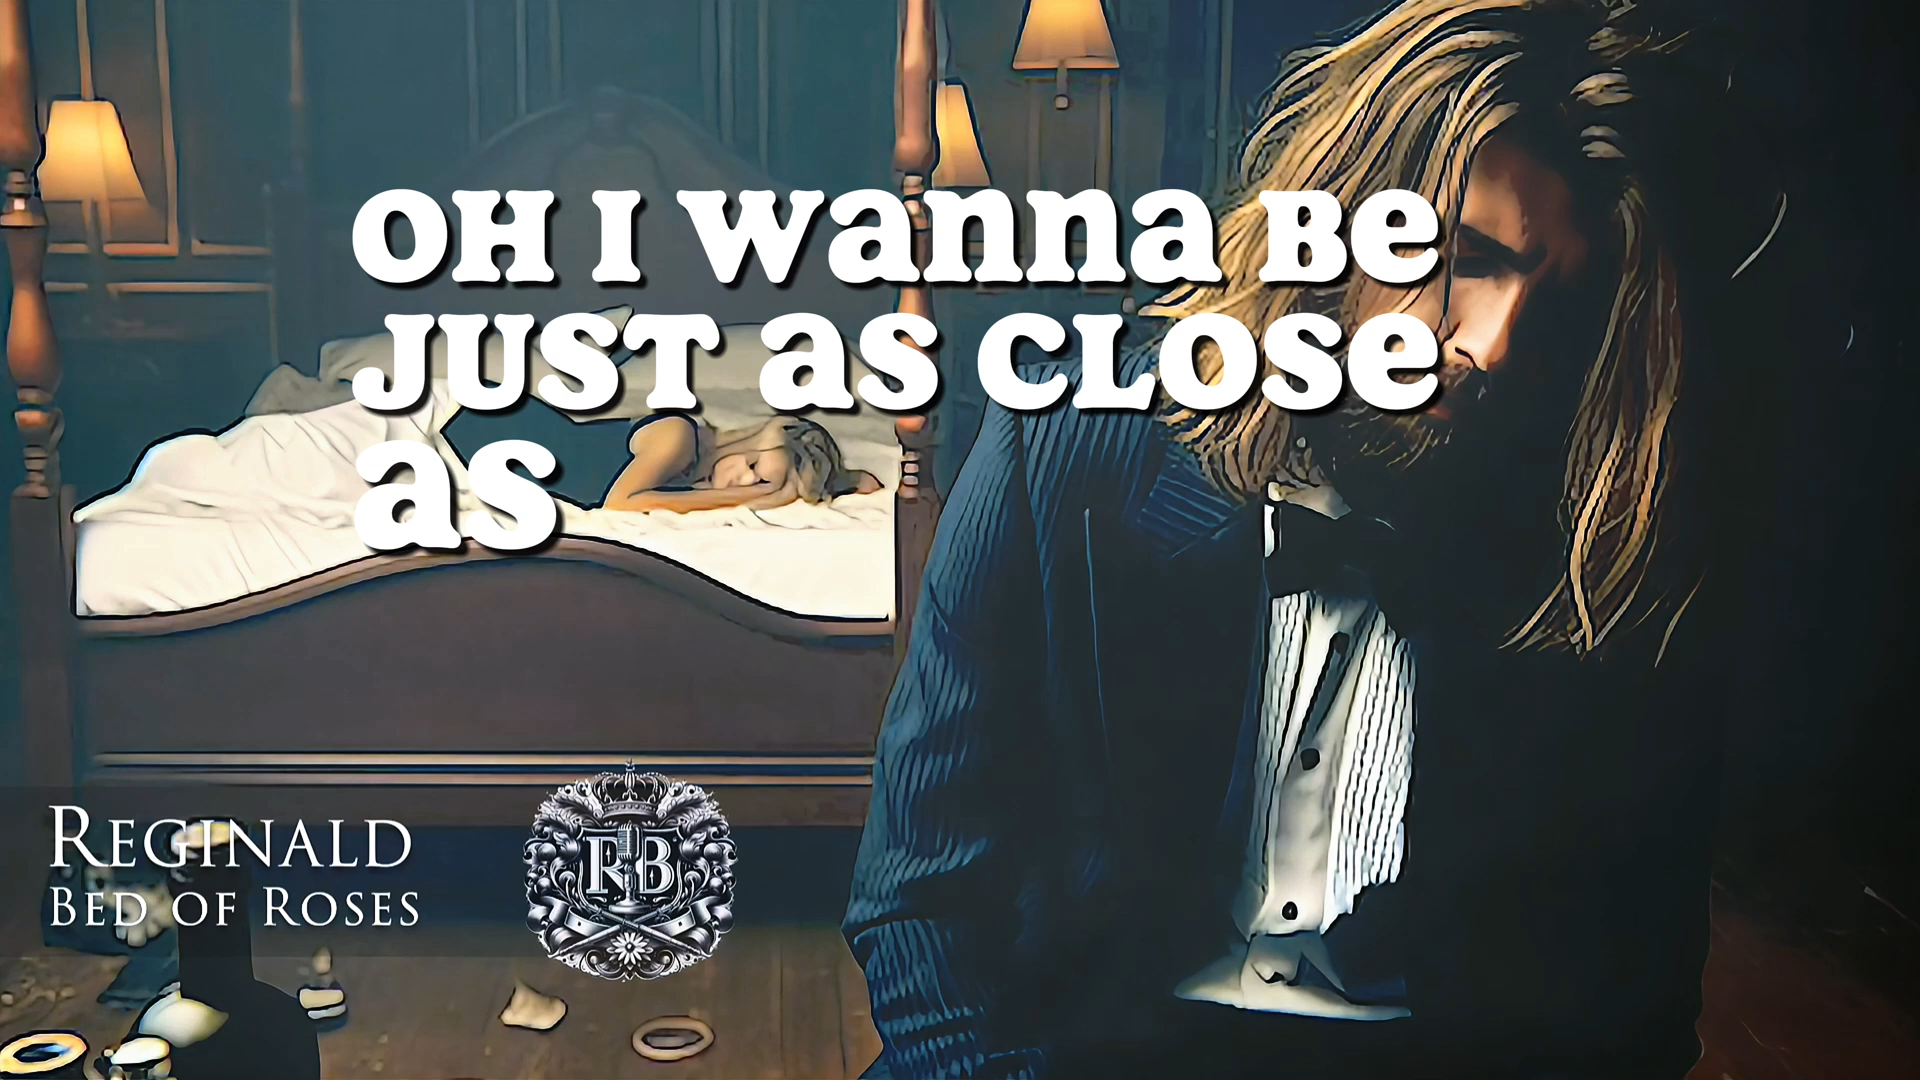 OH I wanna Be
JUST as CLOSe
as
REGINALD
BED OF ROSES
RB